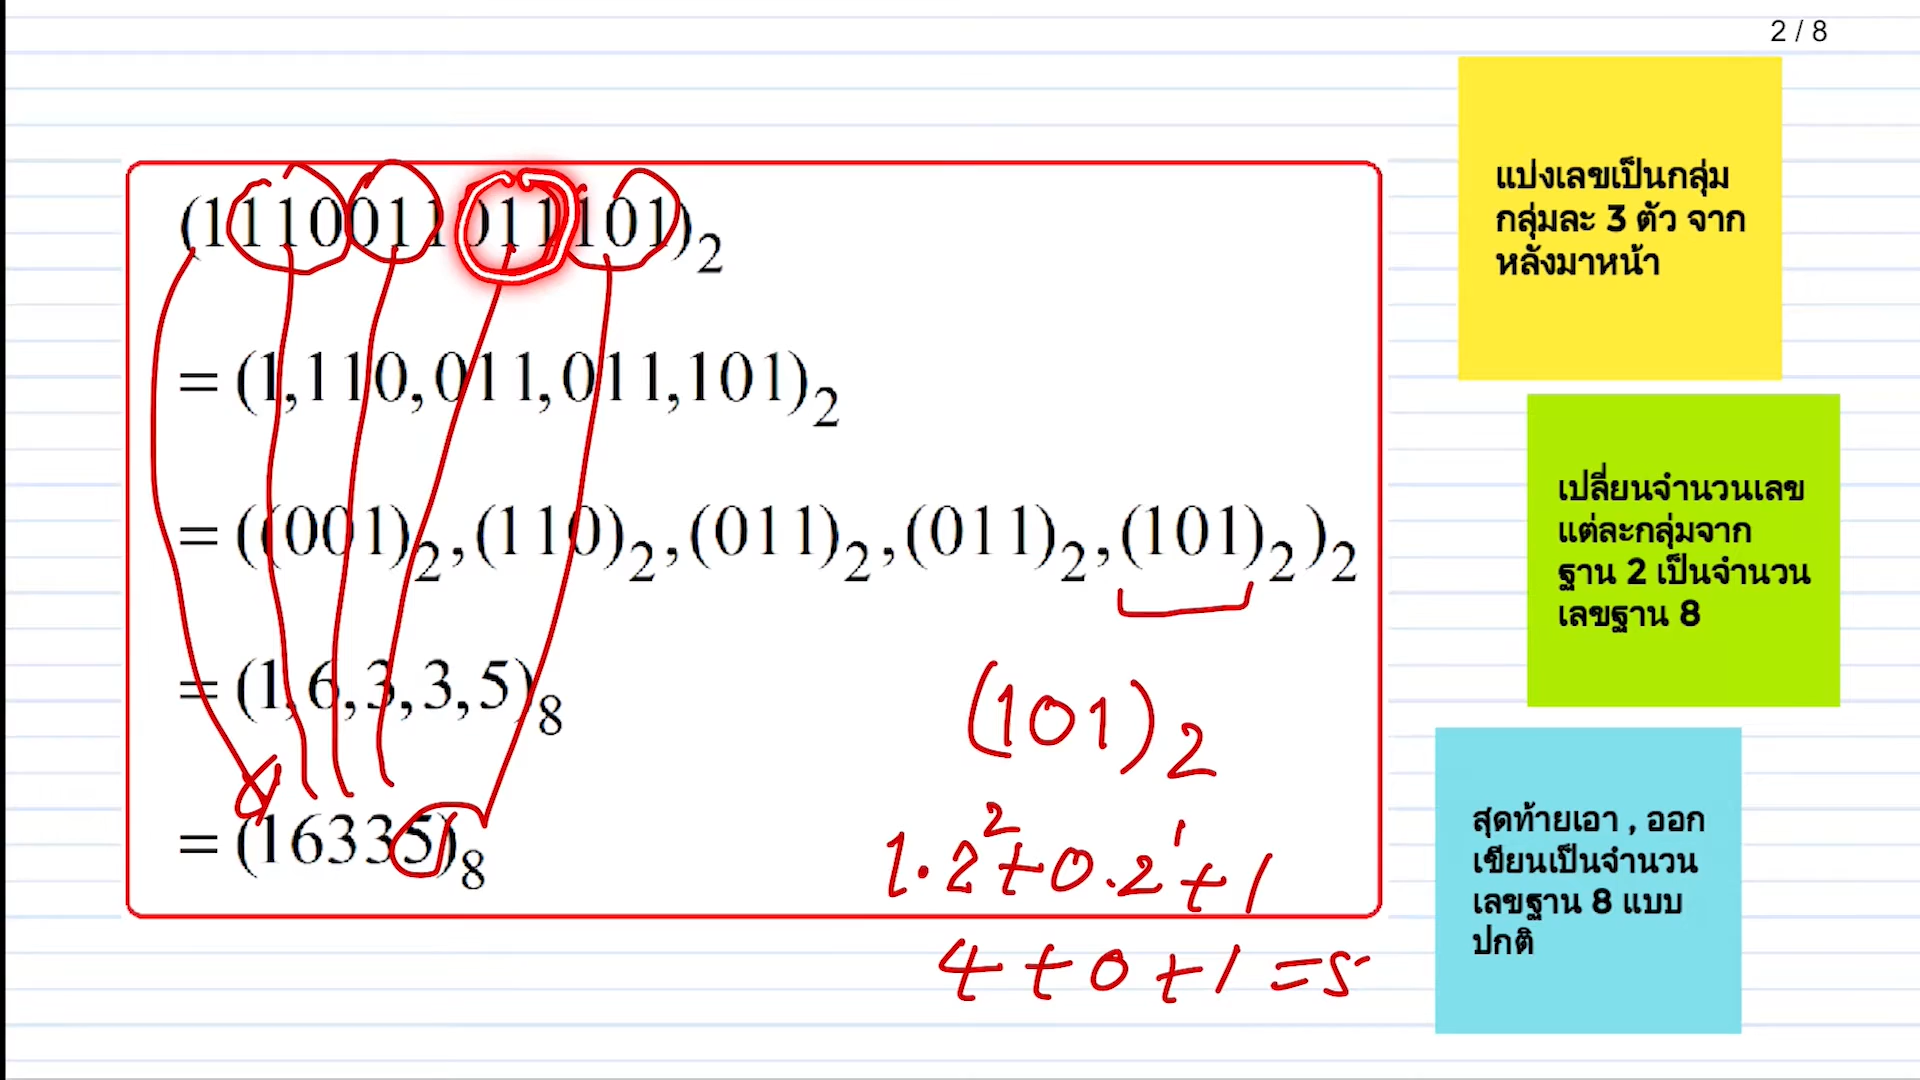 2 / 8
(1110011011101)2
= (1,110,011,011,101)2
= ((001)2,(110)2,(011)2,(011)2,(101)2)2
= (1,6,3,3,5)8
= (16335)8
(101)2
1.2²+0.2¹+1
4+0+1=5
แบ่งเลขเป็นกลุ่ม
กลุ่มละ 3 ตัว จาก
หลังมาหน้า
เปลี่ยนจำนวนเลข
แต่ละกลุ่มจาก
ฐาน 2 เป็นจำนวน
เลขฐาน 8
สุดท้ายเอา , ออก
เขียนเป็นจำนวน
เลขฐาน 8 แบบ
ปกติ